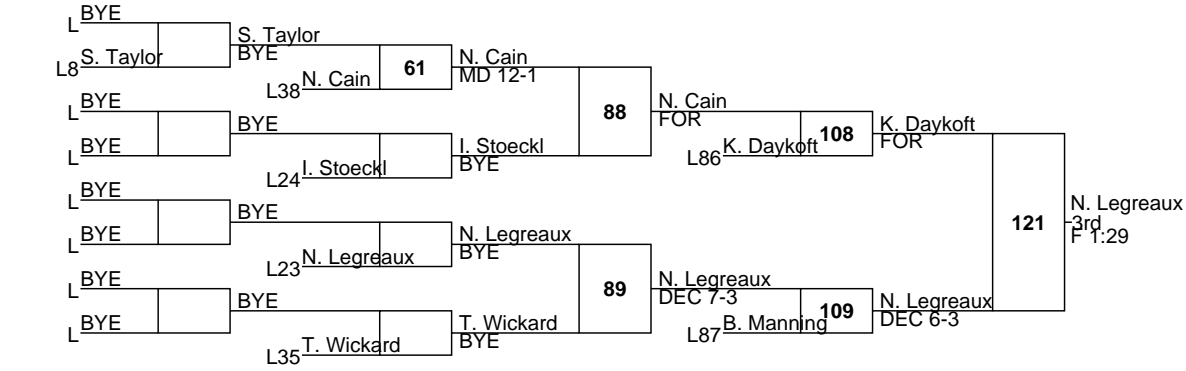 BYE
L
S. Taylor
L8
S. Taylor
BYE
N. Cain
L38
61
N. Cain
MD 12-1
BYE
L
BYE
L
BYE
I. Stoeckl
L24
I. Stoeckl
BYE
88
N. Cain
FOR
K. Daykoft
L86
108
K. Daykoft
FOR
BYE
L
BYE
L
BYE
N. Legreaux
L23
N. Legreaux
BYE
BYE
L
BYE
L
BYE
T. Wickard
L35
T. Wickard
BYE
89
N. Legreaux
DEC 7-3
B. Manning
L87
109
N. Legreaux
DEC 6-3
121
N. Legreaux
3rd
F 1:29